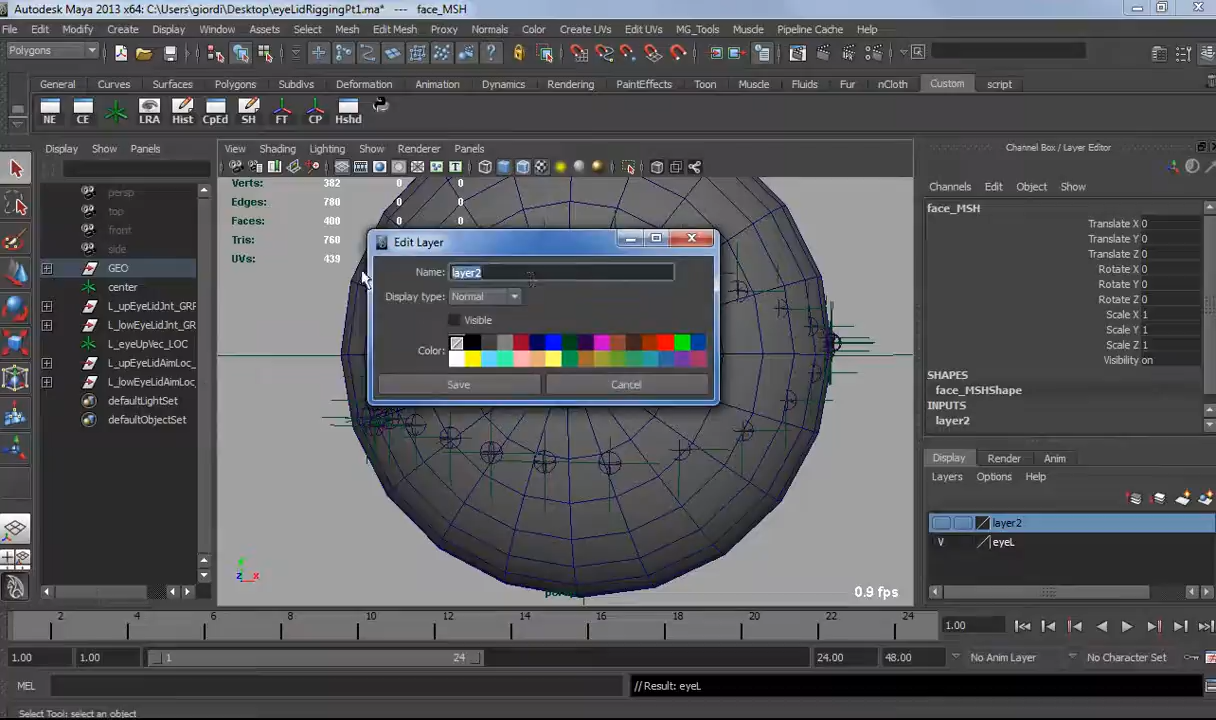 Autodesk Maya 2013 x64: C:\Users\giordi\Desktop\eyeLidRiggingPt1.ma* --- face_MSH
File Edit Modify Create Display Window Assets Select Mesh Edit Mesh Proxy Normals Color Create UVs Edit UVs MG_Tools Muscle Pipeline Cache Help
Polygons
General Curves Surfaces Polygons Subdivs Deformation Animation Dynamics Rendering PaintEffects Toon Muscle Fluids Fur nCloth Custom script
NE CE LRA Hist CpEd SH FT CP Hshd
Display Show Panels
View Shading Lighting Show Renderer Panels
Channel Box / Layer Editor
Channels Edit Object Show
persp
top
front
side
GEO
center
L_upEyeLidJnt_GRF
L_lowEyeLidJnt_GR
L_eyeUpVec_LOC
L_upEyeLidAimLoc_
L_lowEyeLidAimLoc_
defaultLightSet
defaultObjectSet
Verts: 382 0 0
Edges: 780 0 0
Faces: 400 0 0
Tris: 760 0 0
UVs: 439 0 0
Edit Layer
Name: layer2
Display type: Normal
Visible
Color:
Save Cancel
persp
z x
0.9 fps
face_MSH
Translate X 0
Translate Y 0
Translate Z 0
Rotate X 0
Rotate Y 0
Rotate Z 0
Scale X 1
Scale Y 1
Scale Z 1
Visibility on
SHAPES
face_MSHShape
INPUTS
layer2
Display Render Anim
Layers Options Help
layer2
V eyeL
2 4 6 8 10 12 14 16 18 20 22 24
1.00
1.00 1.00 1 24 24.00 48.00 No Anim Layer No Character Set
MEL // Result: eyeL
Select Tool: select an object